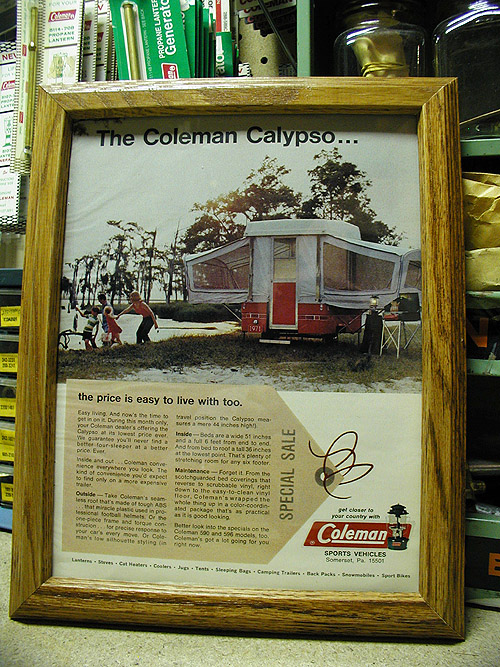 FOR YOUR
PROPANE
LANTERN
PROPANE LANTERN
Generator
NEW
Coleman
The Coleman Calypso...
1971
the price is easy to live with too.
Easy living. And now's the time to
get in on it. During this month only,
your Coleman dealer's offering the
Calypso at its lowest price ever.
We guarantee you'll never find a
better four-sleeper at a better
price. Ever.
Inside and out ... Coleman conve-
nience everywhere you look. The
kind of convenience you'd expect
to find only on a more expensive
trailer.
Outside — Take Coleman's seam-
less roof that's made of tough ABS
... that miracle plastic used in pro-
fessional football helmets! Or the
one-piece frame and torque com-
bination ... for precise response to
your car's every move. Or Cole-
man's low silhouette styling (in
travel position the Calypso mea-
sures a mere 44 inches high!).
Inside — Beds are a wide 51 inches
and a full 6 feet from end to end.
And from bed to roof a tall 36 inches
at the lowest point. That's plenty of
stretching room for any six footer.
Maintenance — Forget it. From the
scotchguarded bed coverings that
reverse to scrubbable vinyl, right
down to the easy-to-clean vinyl
floor, Coleman's wrapped the
whole thing up in a color-coordin-
ated package that's as practical
as it is good looking.
Better look into the specials on the
Coleman 590 and 596 models, too.
Coleman's got a lot going for you
right now.
SPECIAL SALE
get closer to
your country with
Coleman
SPORTS VEHICLES
Somerset, Pa. 15501
Lanterns • Stoves • Cat Heaters • Coolers • Jugs • Tents • Sleeping Bags • Camping Trailers • Back Packs • Snowmobiles • Sport Bikes